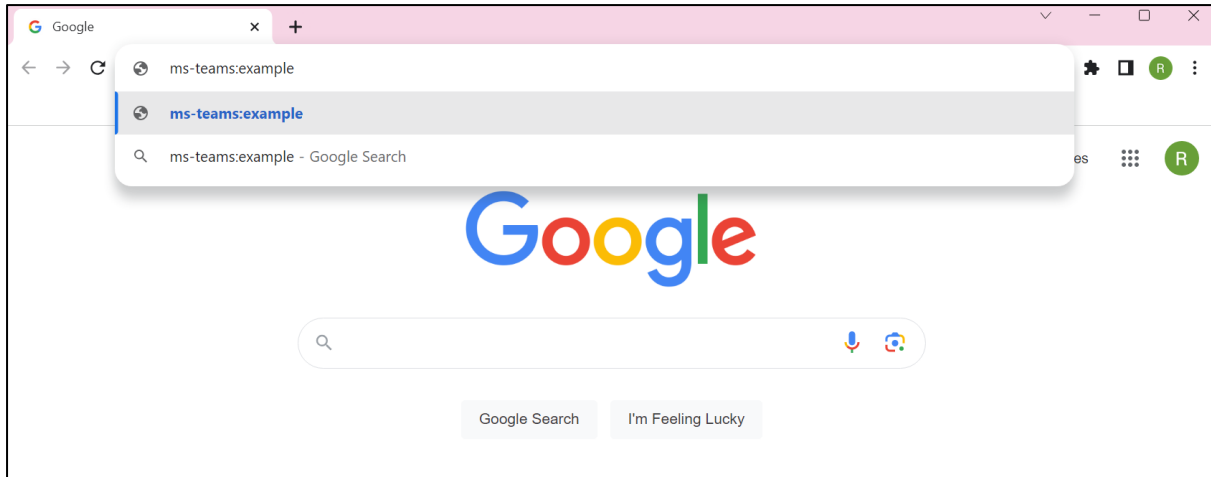 Google
ms-teams:example
ms-teams:example
ms-teams:example - Google Search
es
R
R
Google
Google Search
I'm Feeling Lucky